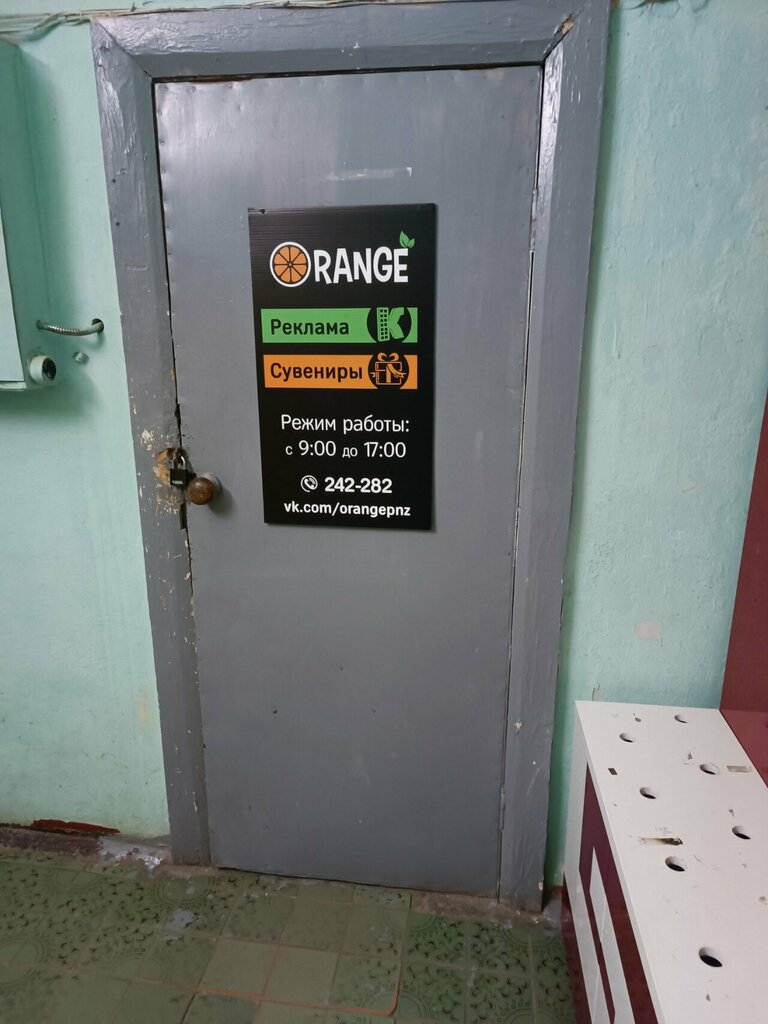 ORANGE
Реклама
Сувениры
Режим работы:
с 9:00 до 17:00
242-282
vk.com/orangepnz